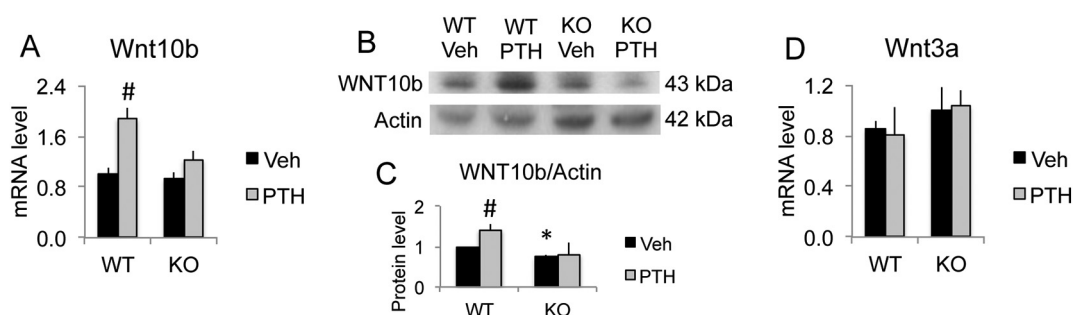 A
Wnt10b
mRNA level
2.4
1.6
0.8
0.0
#
WT
KO
Veh
PTH
B
WT WT KO KO
Veh PTH Veh PTH
WNT10b 43 kDa
Actin 42 kDa
C
WNT10b/Actin
Protein level
2
1
0
#
*
WT
KO
Veh
PTH
D
Wnt3a
mRNA level
1.2
0.8
0.4
0.0
WT
KO
Veh
PTH